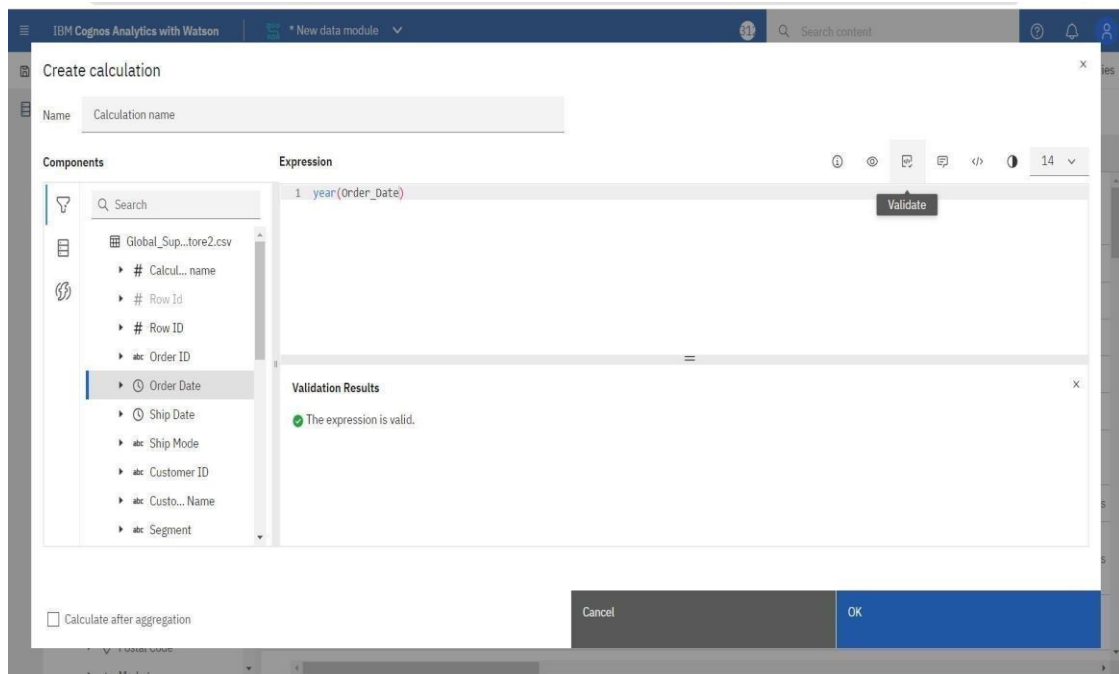 IBM Cognos Analytics with Watson
* New data module
Search content
Create calculation
x
ies
Name
Calculation name
Components
Expression
14
Search
1 year(Order_Date)
Validate
Global_Sup...tore2.csv
# Calcul... name
# Row Id
# Row ID
abc Order ID
Order Date
Validation Results
x
Ship Date
The expression is valid.
abc Ship Mode
abc Customer ID
abc Custo... Name
s
abc Segment
s
Cancel
OK
Calculate after aggregation